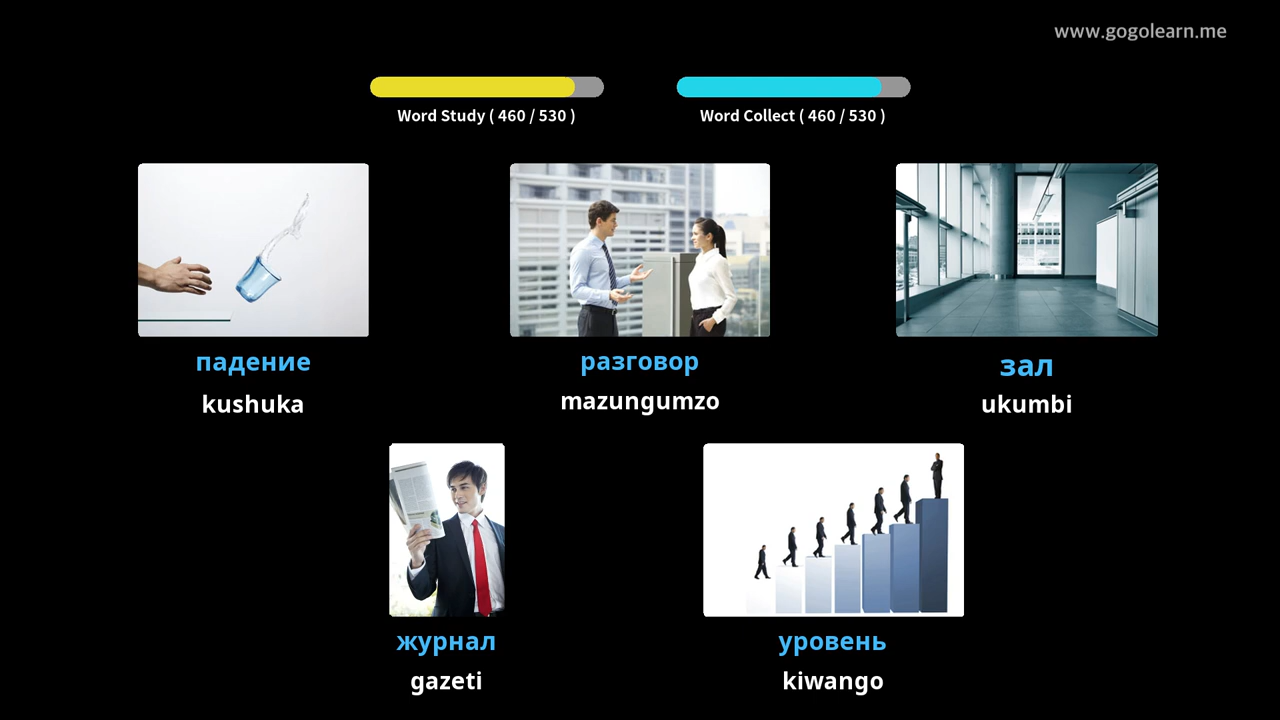 www.gogolearn.me
Word Study ( 460 / 530 )
Word Collect ( 460 / 530 )
падение
kushuka
разговор
mazungumzo
зал
ukumbi
журнал
gazeti
уровень
kiwango